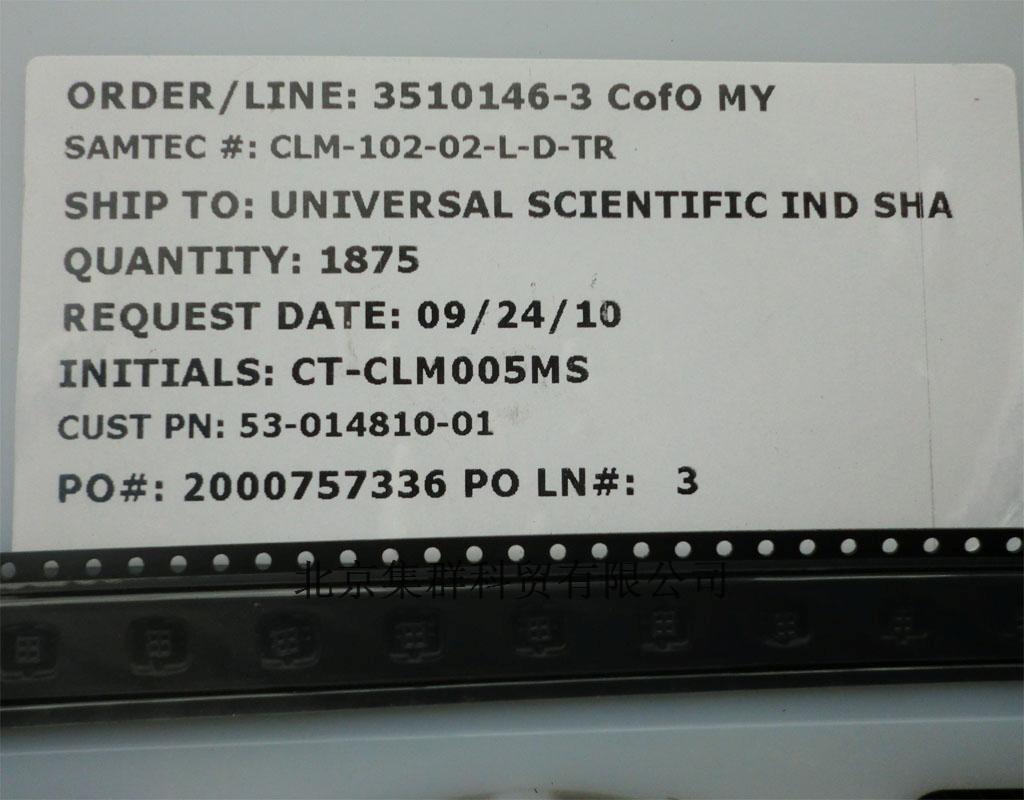 ORDER/LINE: 3510146-3 CofO MY
SAMTEC #: CLM-102-02-L-D-TR
SHIP TO: UNIVERSAL SCIENTIFIC IND SHA
QUANTITY: 1875
REQUEST DATE: 09/24/10
INITIALS: CT-CLM005MS
CUST PN: 53-014810-01
PO#: 2000757336 PO LN#: 3
北京集群科贸有限公司